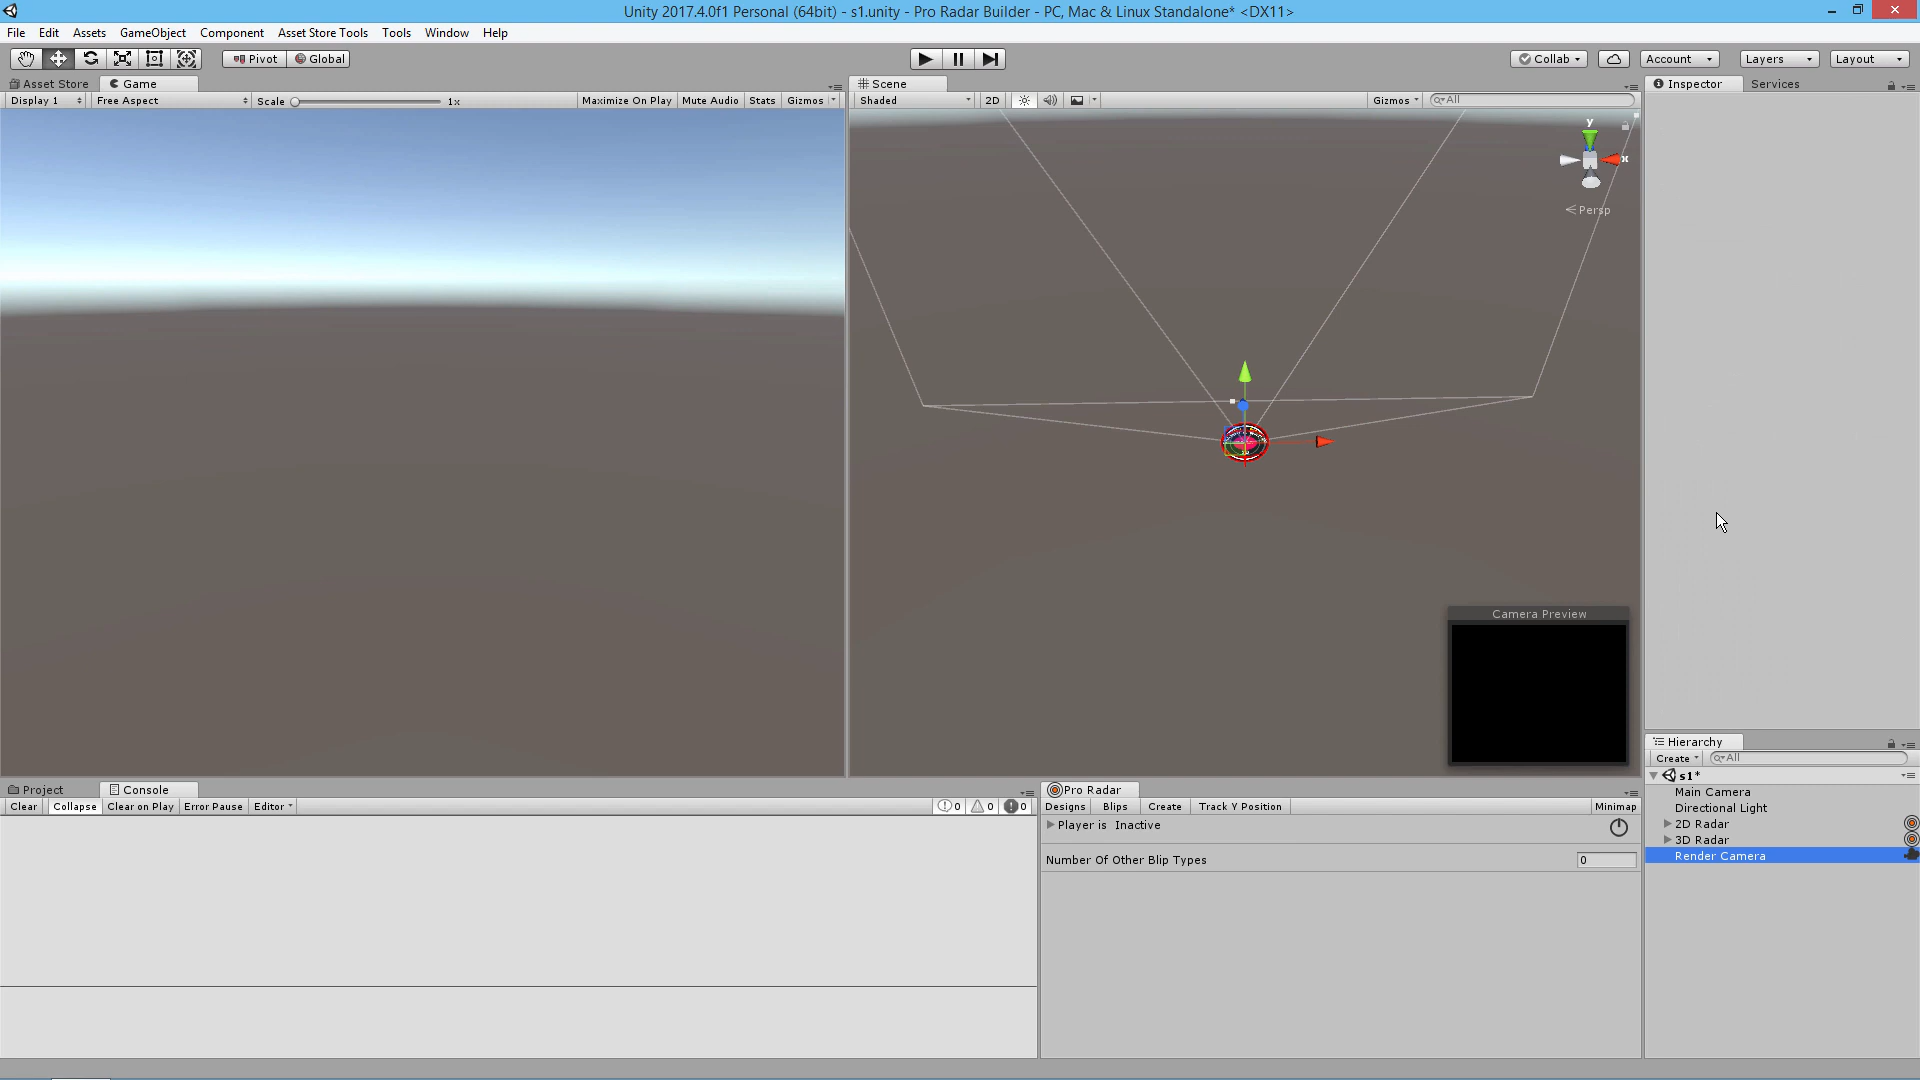 Unity 2017.4.0f1 Personal (64bit) - s1.unity - Pro Radar Builder - PC, Mac & Linux Standalone* <DX11>
File Edit Assets GameObject Component Asset Store Tools Tools Window Help
Pivot Global Collab Account Layers Layout
Asset Store Game Scene Inspector Services
Display 1 Free Aspect Scale 1x Maximize On Play Mute Audio Stats Gizmos Shaded 2D Gizmos All
y
x
Persp
Camera Preview
Hierarchy
Create All
s1*
Main Camera
Directional Light
2D Radar
3D Radar
Render Camera
Project Console Pro Radar
Clear Collapse Clear on Play Error Pause Editor 0 0 0 Designs Blips Create Track Y Position Minimap
Player is Inactive
Number Of Other Blip Types 0